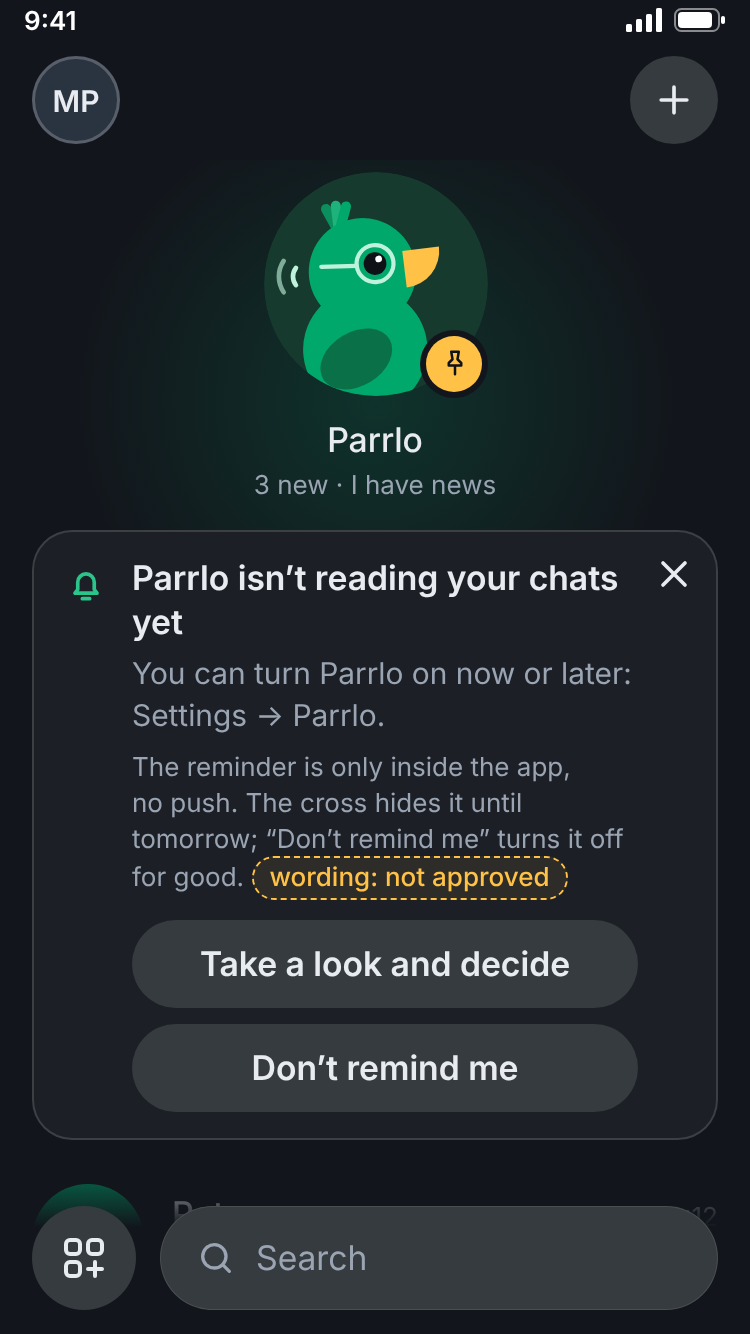 9:41
MP
Parrlo
3 new · I have news
Parrlo isn’t reading your chats
yet
You can turn Parrlo on now or later:
Settings → Parrlo.
The reminder is only inside the app,
no push. The cross hides it until
tomorrow; “Don’t remind me” turns it off
for good. wording: not approved
Take a look and decide
Don’t remind me
Search